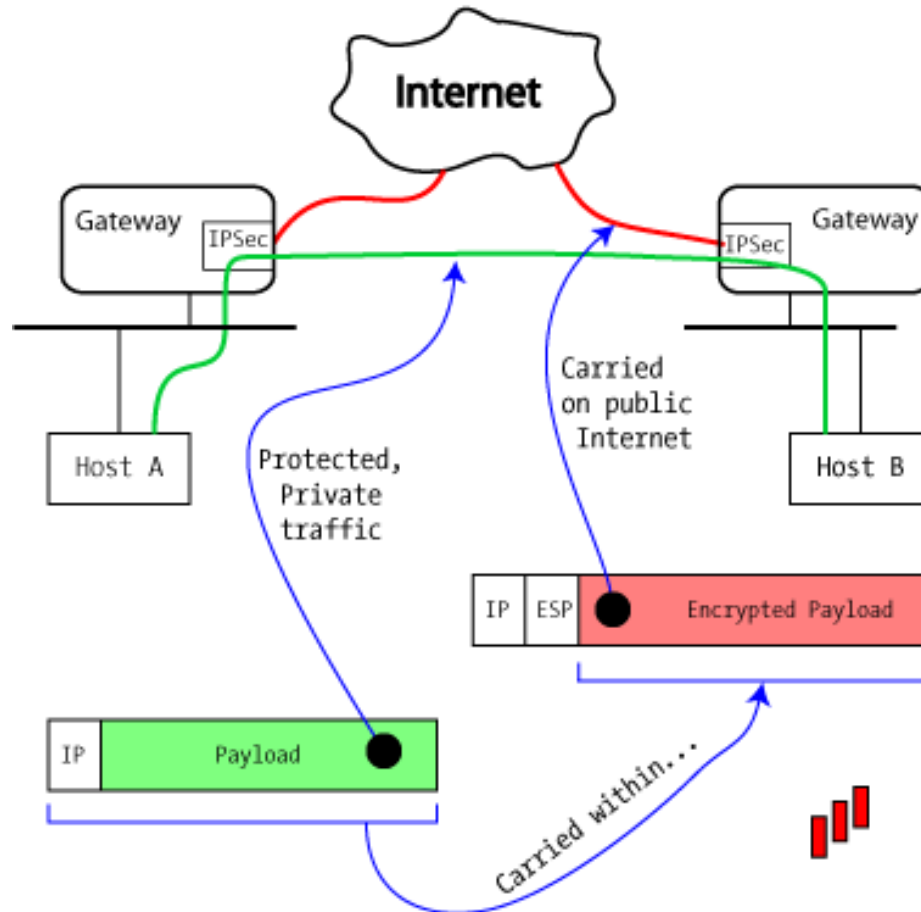 Internet
Gateway
IPSec
Gateway
IPSec
Host A
Host B
Protected,
Private
traffic
Carried
on public
Internet
IP
ESP
Encrypted Payload
IP
Payload
Carried within...